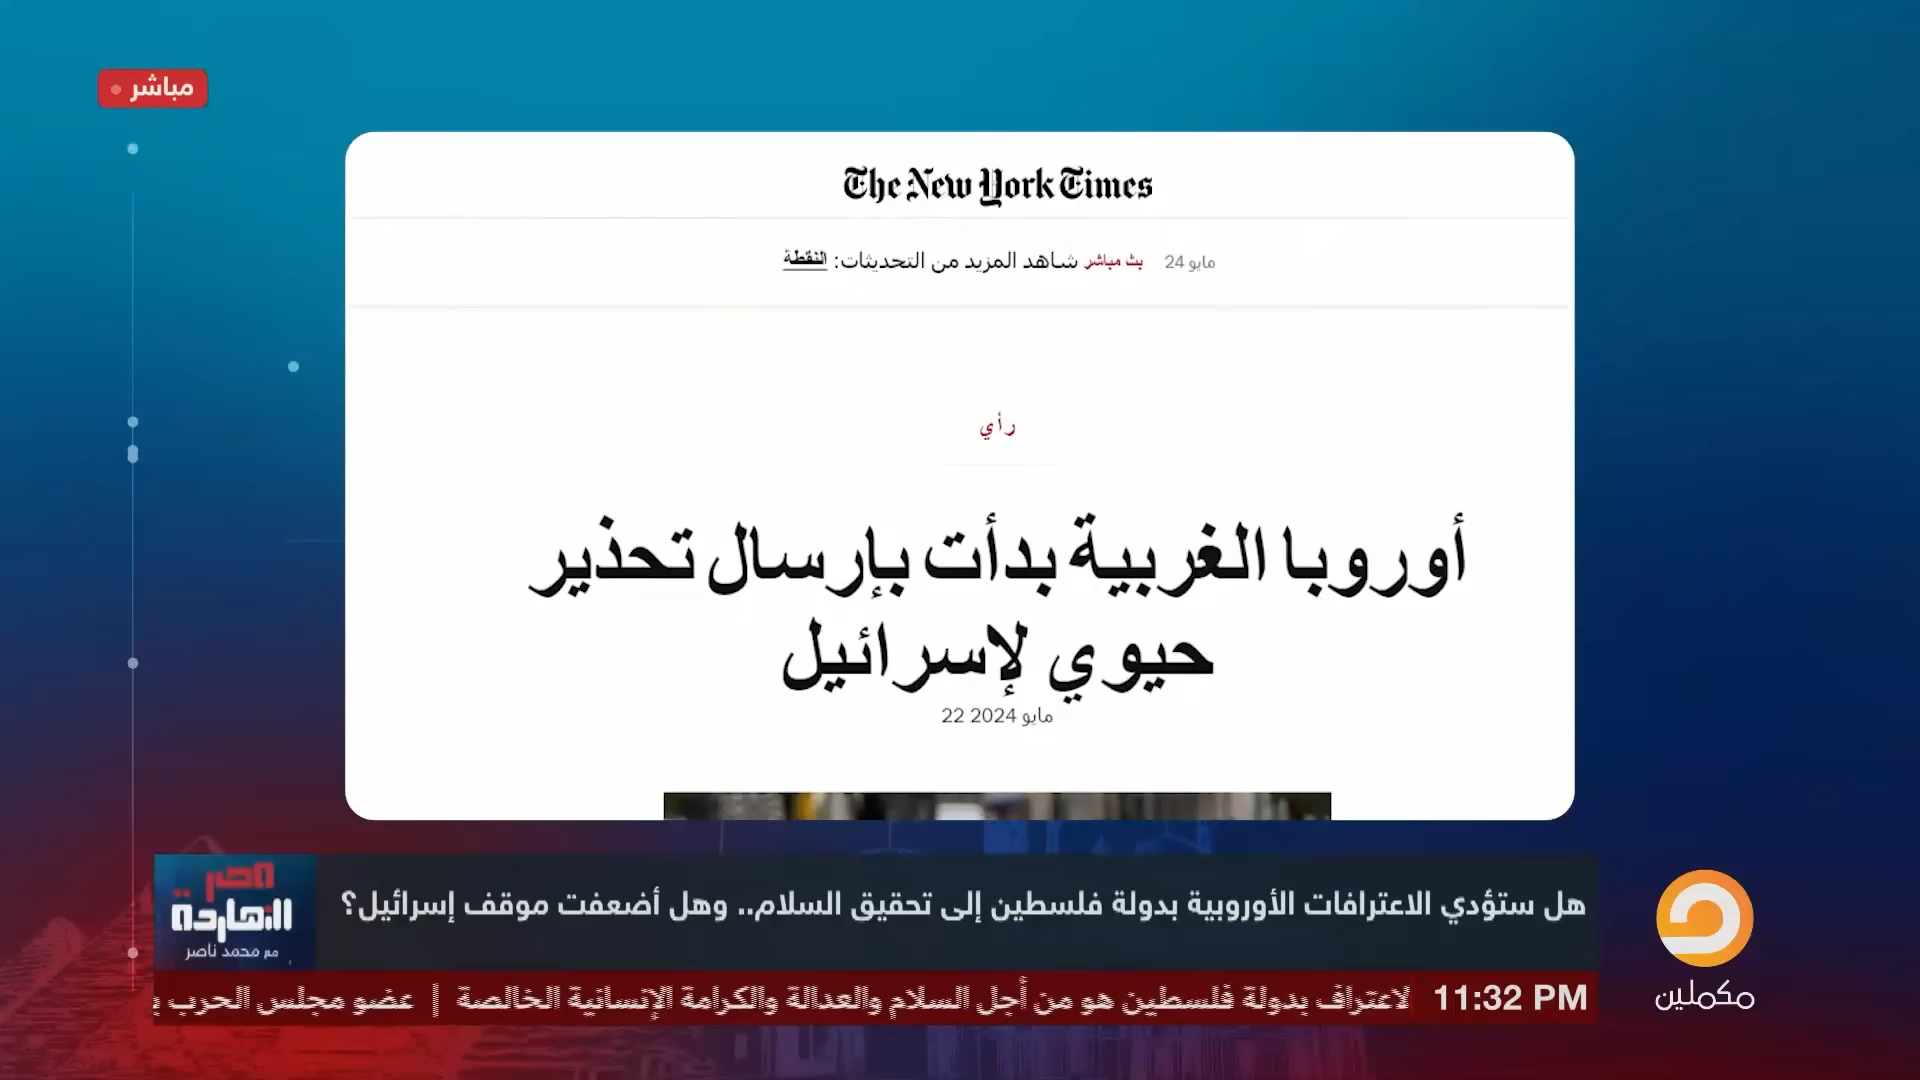 مباشر
The New York Times
مايو 24 بث مباشر شاهد المزيد من التحديثات: النقطة
رأي
أوروبا الغربية بدأت بإرسال تحذير
حيوي لإسرائيل
مايو 2024 22
هل ستؤدي الاعترافات الأوروبية بدولة فلسطين إلى تحقيق السلام.. وهل أضعفت موقف إسرائيل؟
مصر
النهاردة
مع محمد ناصر
11:32 PM لاعتراف بدولة فلسطين هو من أجل السلام والعدالة والكرامة الإنسانية الخالصة | عضو مجلس الحرب
مكملين